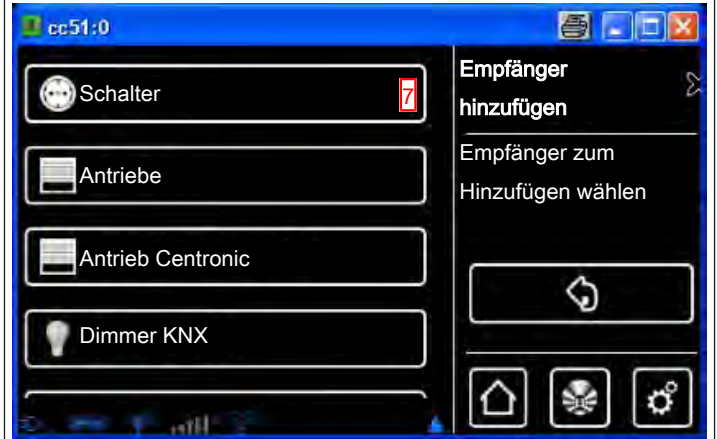 cc51:0
Schalter
7
Antriebe
Antrieb Centronic
Dimmer KNX
Empfänger
hinzufügen
Empfänger zum
Hinzufügen wählen